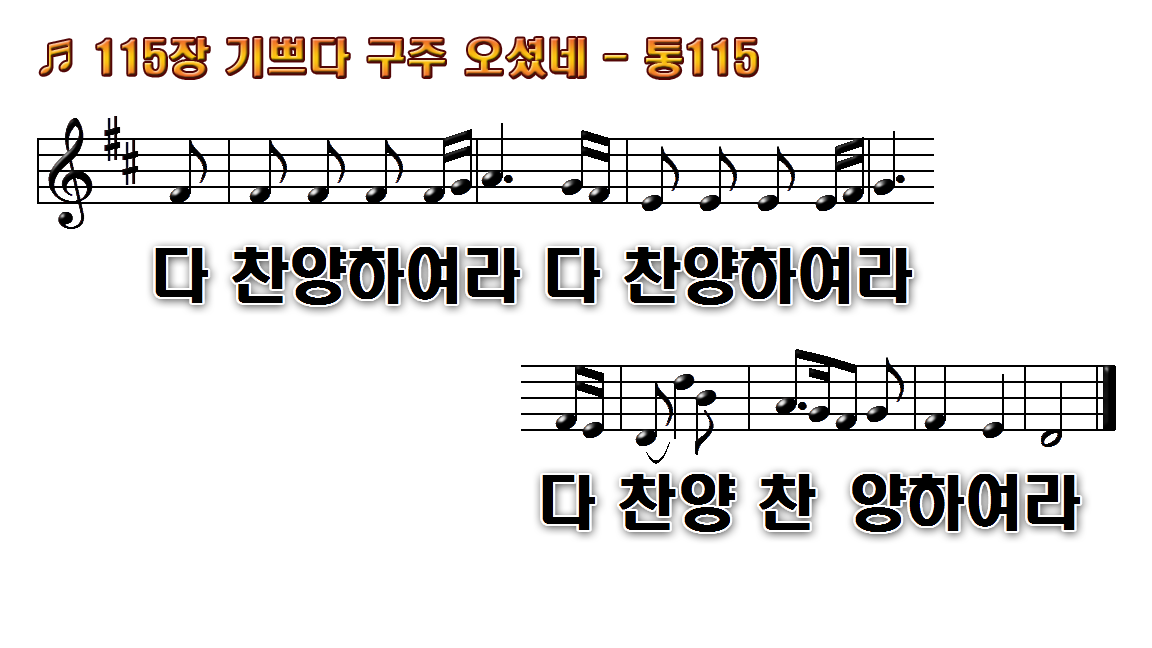 ♬ 115장 기쁘다 구주 오셨네 - 통115
다 찬양하여라 다 찬양하여라
다 찬양 찬 양하여라